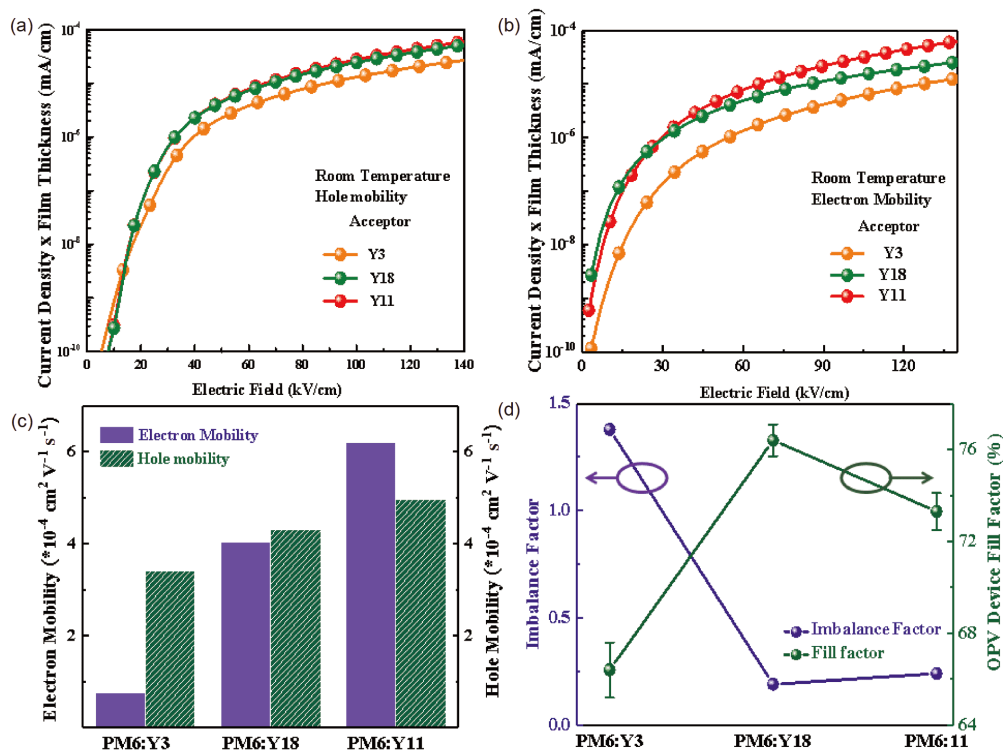 (a)
Current Density x Film Thickness (mA/cm)
10⁻⁴
10⁻⁶
10⁻⁸
10⁻¹⁰
Room Temperature
Hole mobility
Acceptor
Y3
Y18
Y11
20 40 60 80 100 120 140
Electric Field (kV/cm)
(b)
Current Density x Film Thickness (mA/cm)
10⁻⁴
10⁻⁶
10⁻⁸
10⁻¹⁰
Room Temperature
Electron Mobility
Acceptor
Y3
Y18
Y11
0 30 60 90 120
Electric Field (kV/cm)
(c)
Electron Mobility (*10⁻⁴ cm² V⁻¹ s⁻¹)
6
4
2
Electron Mobility
Hole mobility
6
4
2
Hole Mobility (*10⁻⁴ cm² V⁻¹ s⁻¹)
PM6:Y3 PM6:Y18 PM6:Y11
(d)
Imbalance Factor
1.5
1.0
0.5
0.0
Imbalance Factor
Fill factor
76
72
68
64
OPV Device Fill Factor (%)
PM6:Y3 PM6:Y18 PM6:11